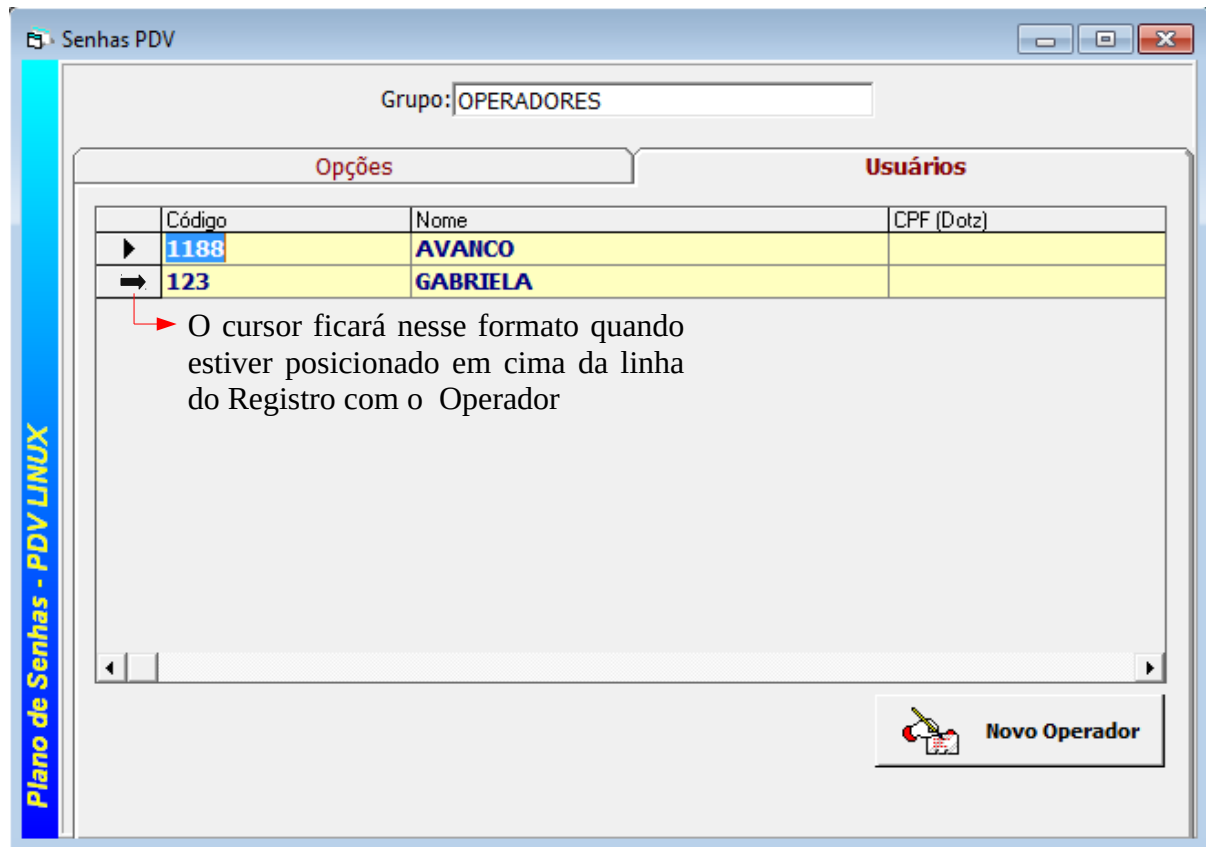 Senhas PDV
Grupo: OPERADORES
Opções
Usuários
Código Nome CPF (Dotz)
1188 AVANCO
123 GABRIELA
O cursor ficará nesse formato quando
estiver posicionado em cima da linha
do Registro com o Operador
Novo Operador
Plano de Senhas - PDV LINUX